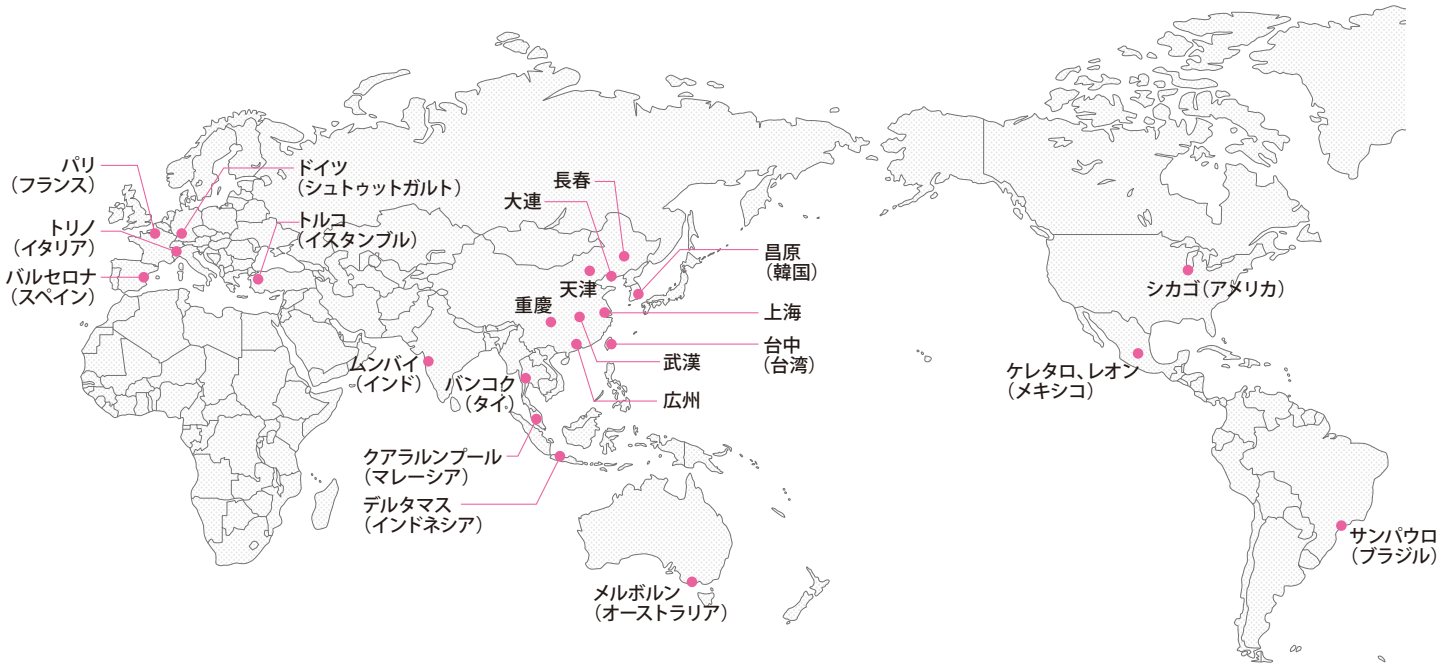 パリ
（フランス）
ドイツ
（シュトゥットガルト）
トリノ
（イタリア）
トルコ
（イスタンブル）
バルセロナ
（スペイン）
長春
大連
昌原
（韓国）
天津
重慶
上海
台中
（台湾）
武漢
広州
ムンバイ
（インド）
バンコク
（タイ）
クアラルンプール
（マレーシア）
デルタマス
（インドネシア）
メルボルン
（オーストラリア）
シカゴ（アメリカ）
ケレタロ、レオン
（メキシコ）
サンパウロ
（ブラジル）